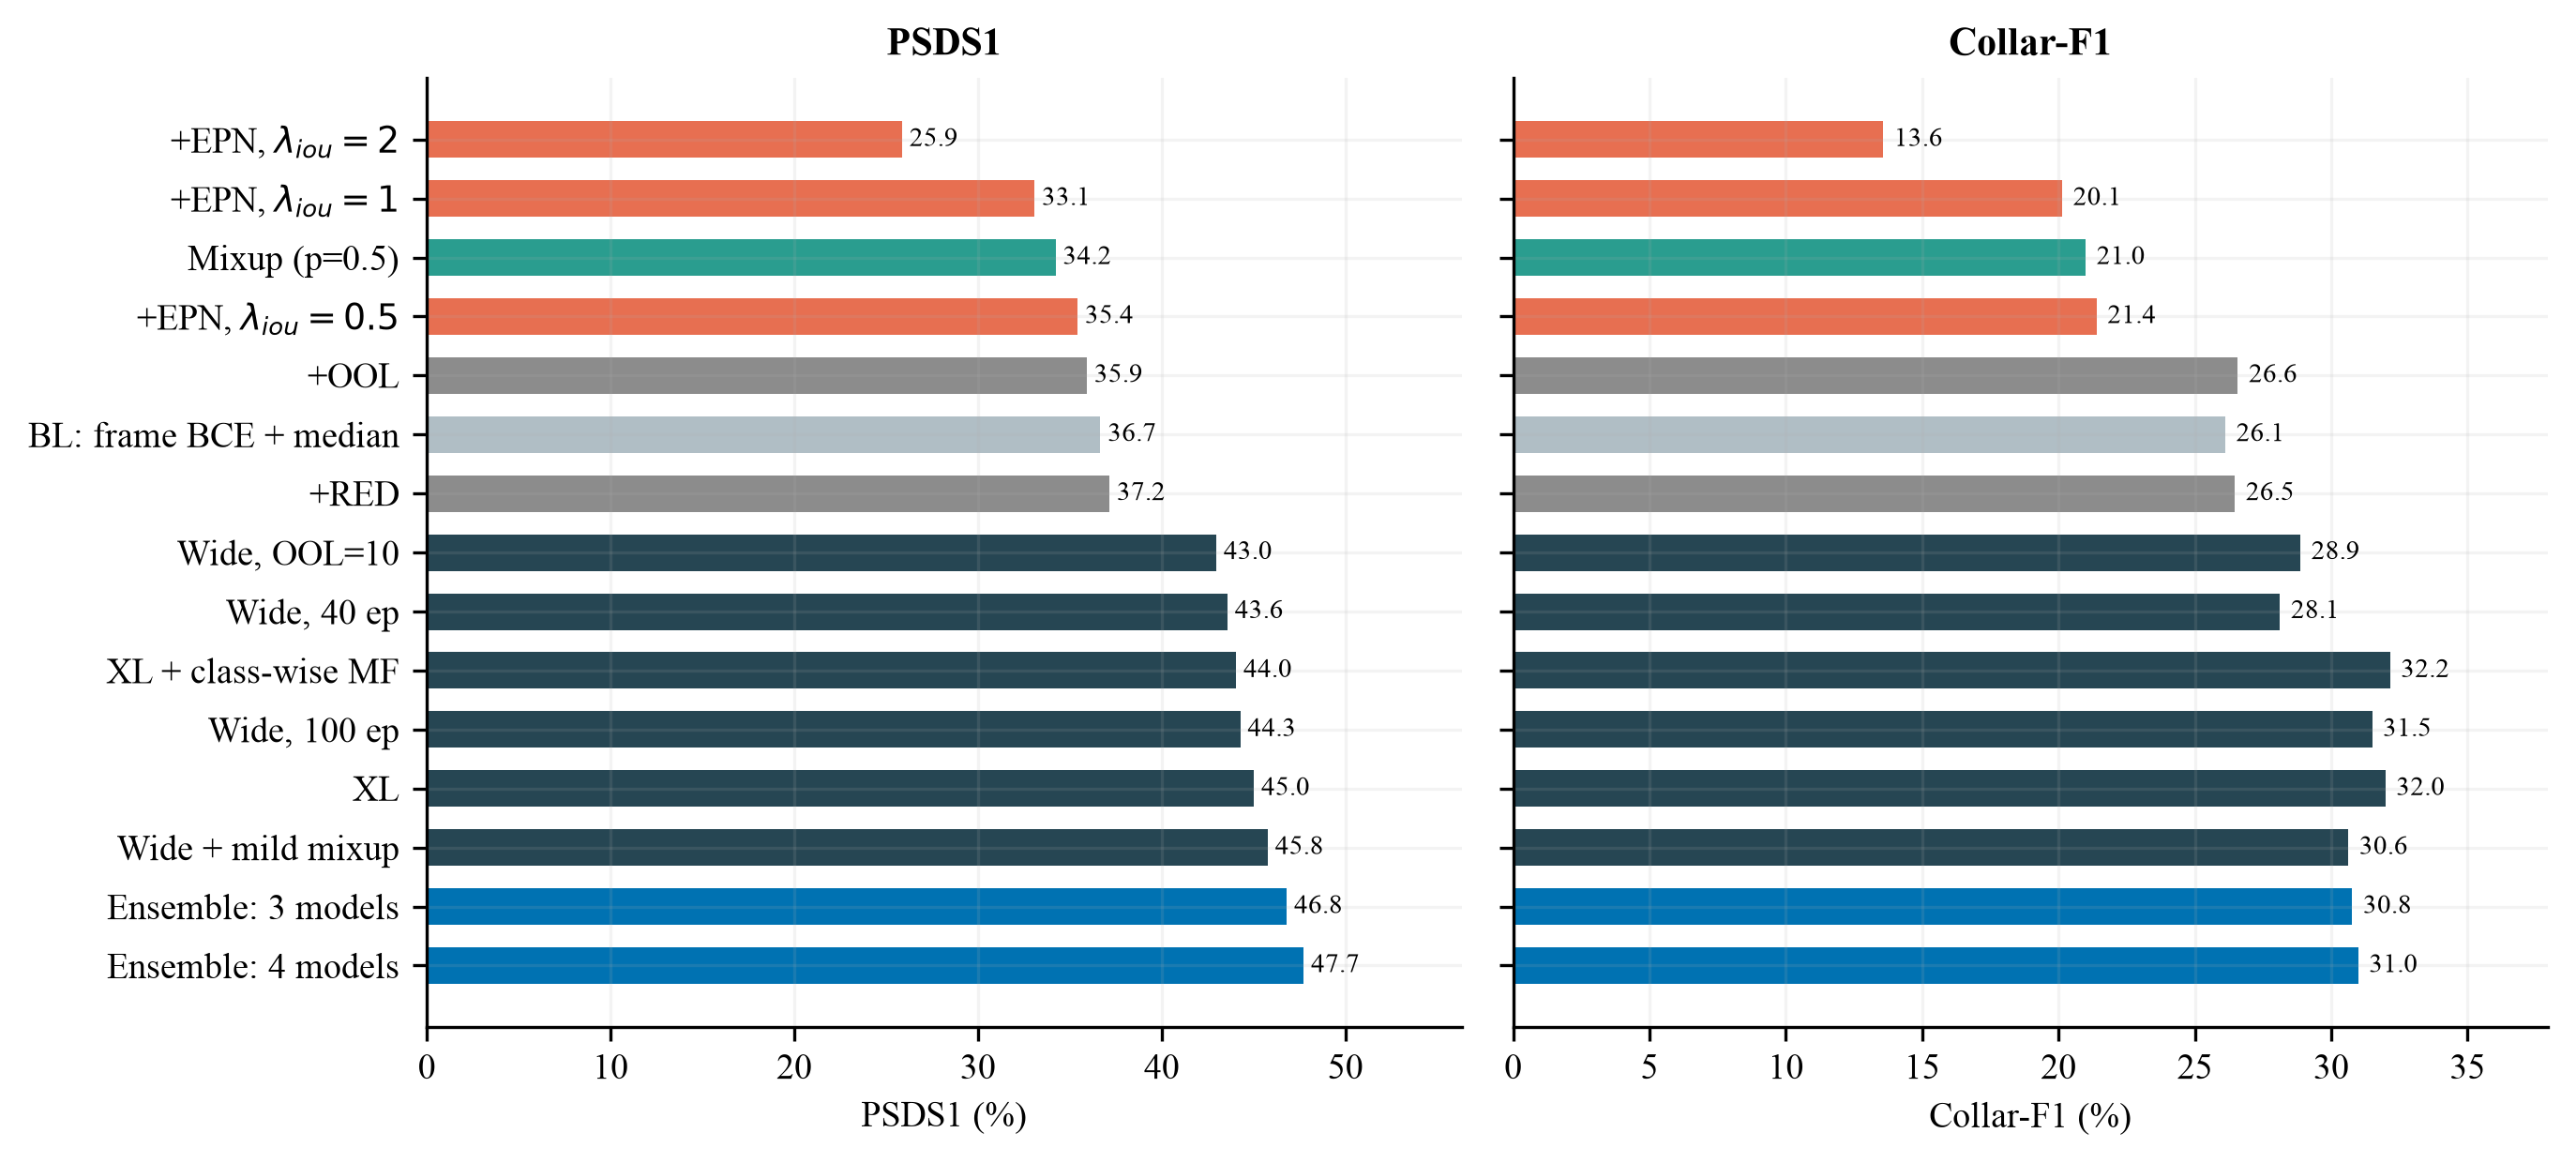 PSDS1
+EPN, λiou = 2
25.9
+EPN, λiou = 1
33.1
Mixup (p=0.5)
34.2
+EPN, λiou = 0.5
35.4
+OOL
35.9
BL: frame BCE + median
36.7
+RED
37.2
Wide, OOL=10
43.0
Wide, 40 ep
43.6
XL + class-wise MF
44.0
Wide, 100 ep
44.3
XL
45.0
Wide + mild mixup
45.8
Ensemble: 3 models
46.8
Ensemble: 4 models
47.7
0 10 20 30 40 50
PSDS1 (%)
Collar-F1
13.6
20.1
21.0
21.4
26.6
26.1
26.5
28.9
28.1
32.2
31.5
32.0
30.6
30.8
31.0
0 5 10 15 20 25 30 35
Collar-F1 (%)